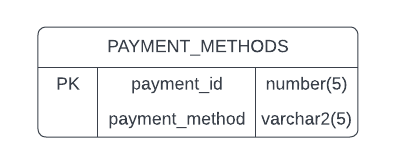 PAYMENT_METHODS
PK payment_id number(5)
payment_method varchar2(5)